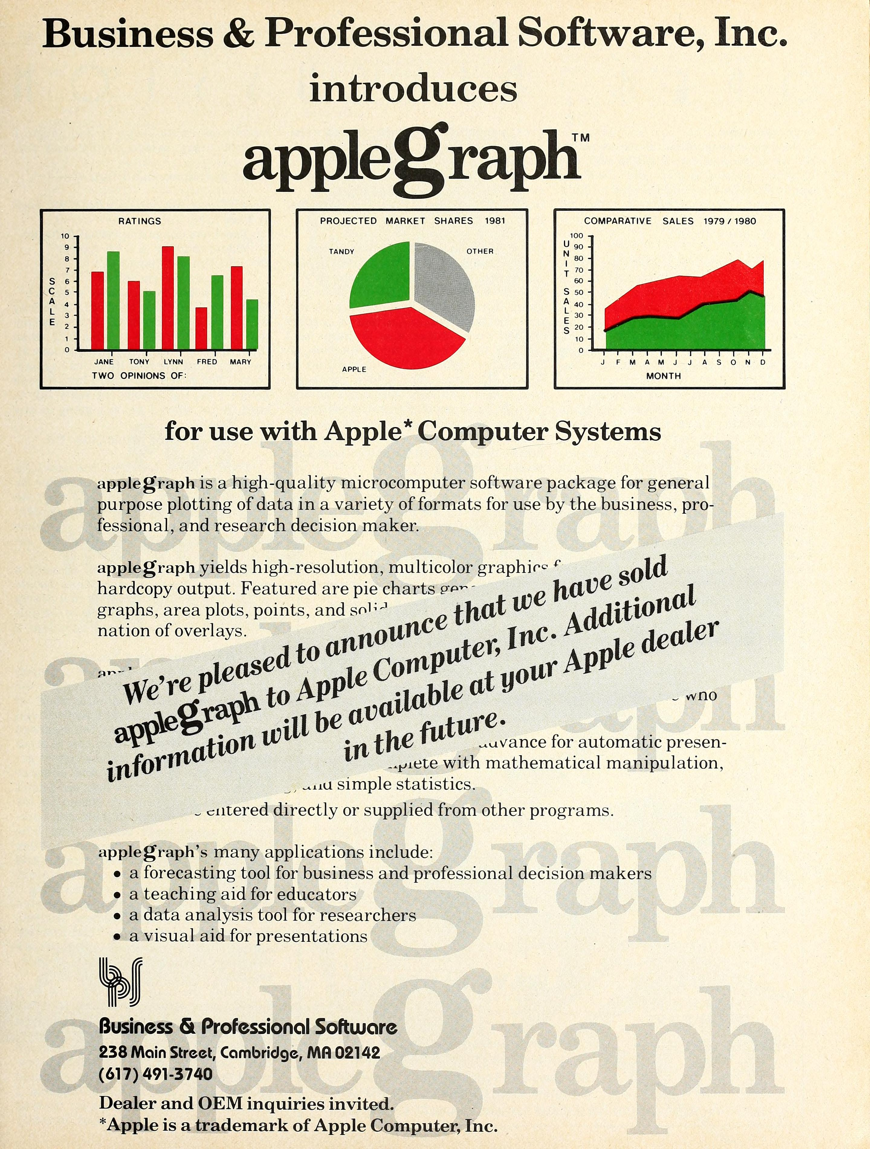 Business & Professional Software, Inc.
introduces
applegraph™
RATINGS
SCALE
10
9
8
7
6
5
4
3
2
1
0
JANE TONY LYNN FRED MARY
TWO OPINIONS OF:
PROJECTED MARKET SHARES 1981
TANDY
OTHER
APPLE
COMPARATIVE SALES 1979/1980
UNIT SALES
100
90
80
70
60
50
40
30
20
10
0
J F M A M J J A S O N D
MONTH
for use with Apple* Computer Systems
applegraph is a high-quality microcomputer software package for general
purpose plotting of data in a variety of formats for use by the business, pro-
fessional, and research decision maker.
applegraph yields high-resolution, multicolor graphics
hardcopy output. Featured are pie charts
graphs, area plots, points, and solid
nation of overlays.
We're pleased to announce that we have sold
applegraph to Apple Computer, Inc. Additional
information will be available at your Apple dealer
in the future.
who
advance for automatic presen-
with mathematical manipulation,
and simple statistics.
entered directly or supplied from other programs.
applegraph's many applications include:
• a forecasting tool for business and professional decision makers
• a teaching aid for educators
• a data analysis tool for researchers
• a visual aid for presentations
bps
Business & Professional Software
238 Main Street, Cambridge, MA 02142
(617) 491-3740
Dealer and OEM inquiries invited.
*Apple is a trademark of Apple Computer, Inc.
applegraph
applegraph
applegraph
applegraph